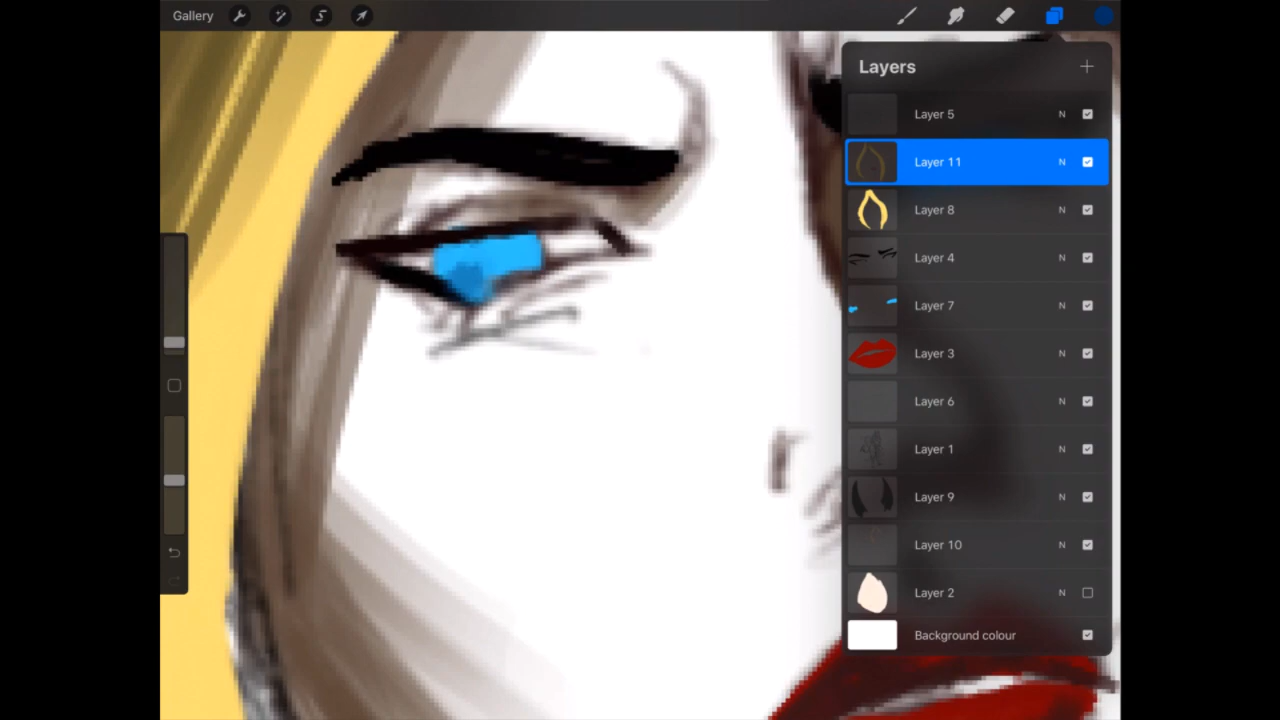 Gallery
Layers
Layer 5 N
Layer 11 N
Layer 8 N
Layer 4 N
Layer 7 N
Layer 3 N
Layer 6 N
Layer 1 N
Layer 9 N
Layer 10 N
Layer 2 N
Background colour